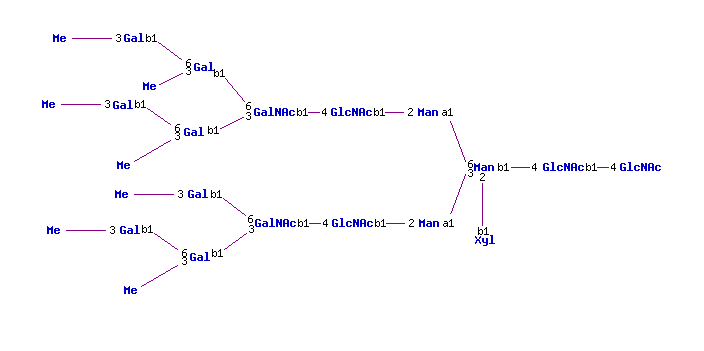 Me 3 Gal b1
6 3 Gal b1
Me
Me 3 Gal b1
6 3 GalNAc b1 4 GlcNAc b1 2 Man a1
6 3 Gal b1
Me
6 3 2 Man b1 4 GlcNAc b1 4 GlcNAc
Me 3 Gal b1
6 3 GalNAc b1 4 GlcNAc b1 2 Man a1
Me 3 Gal b1
b1
Xyl
6 3 Gal b1
Me